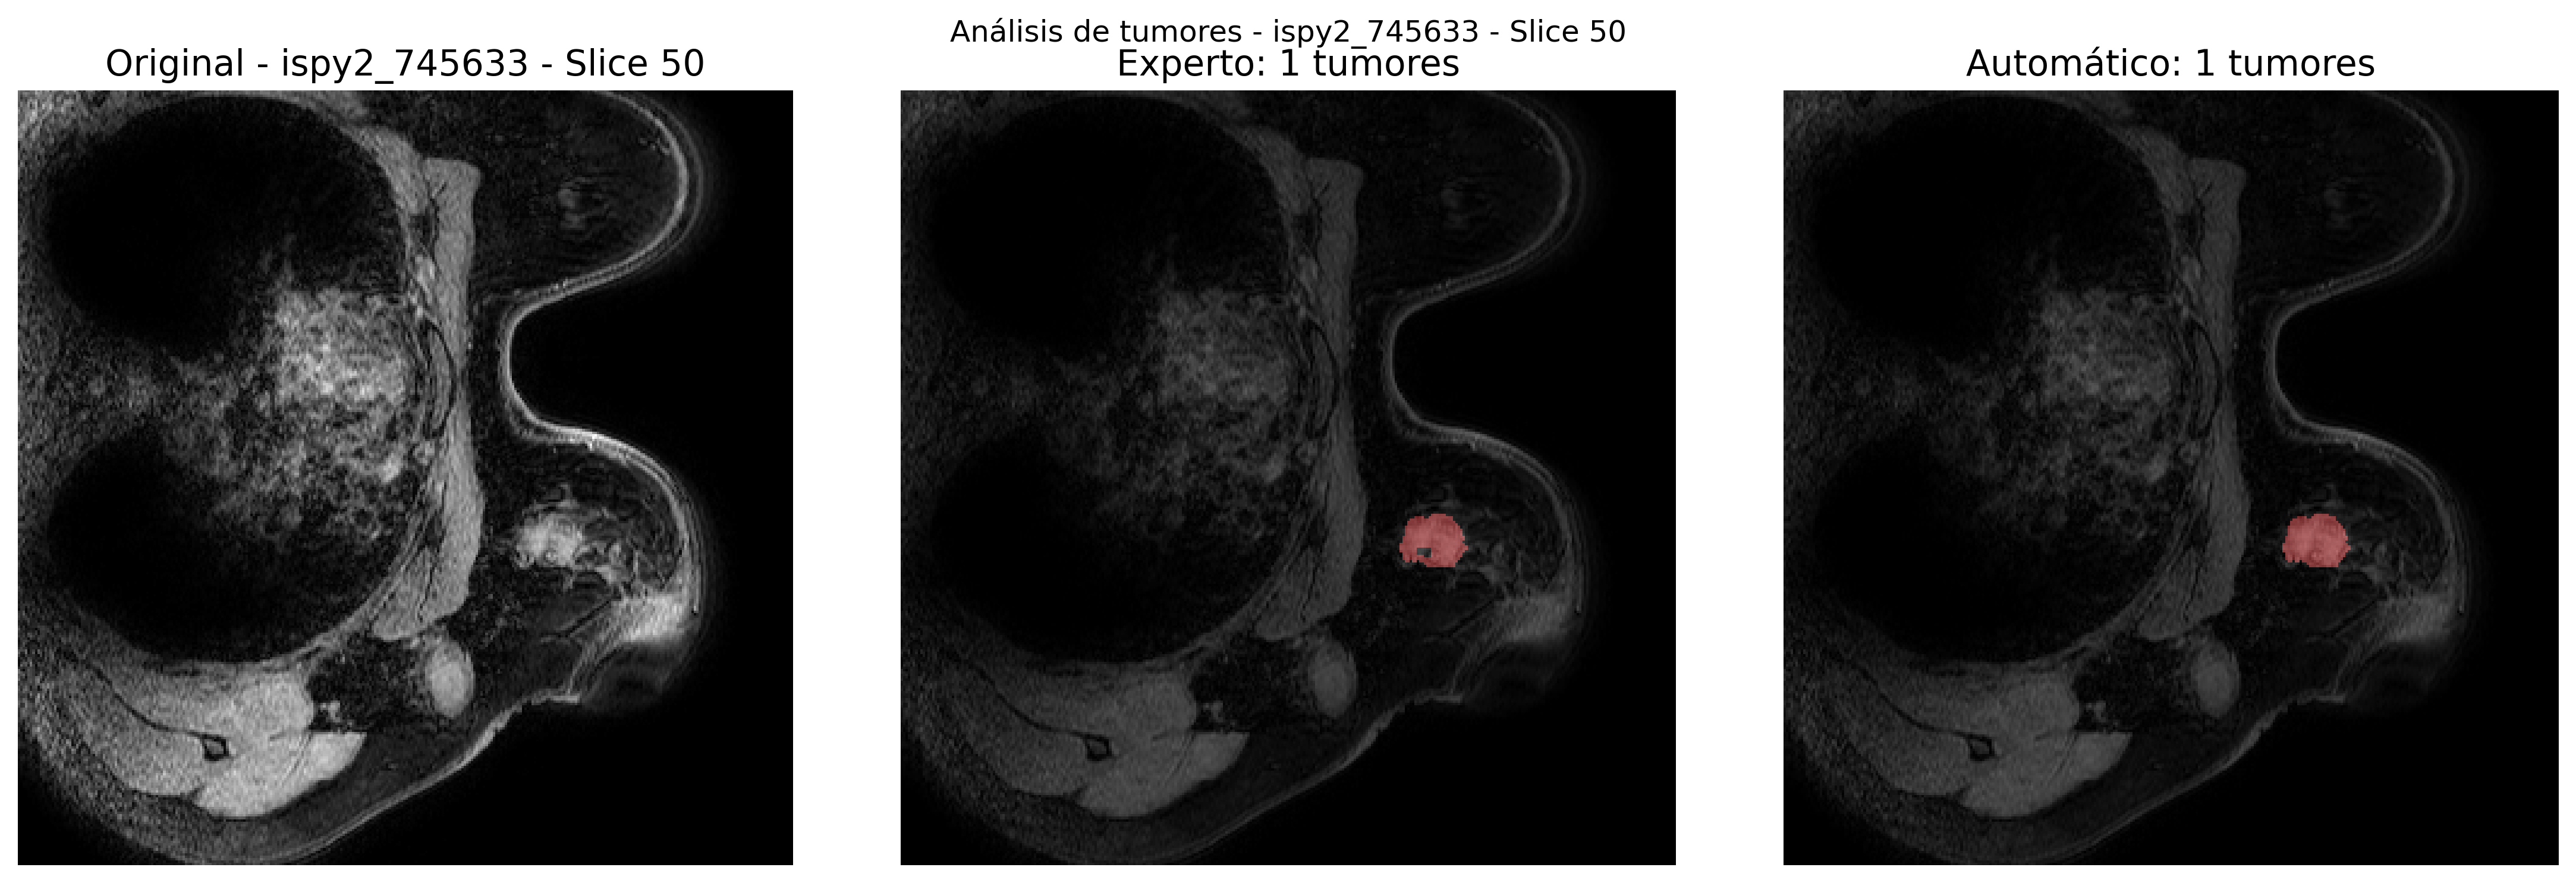 Análisis de tumores - ispy2_745633 - Slice 50
Original - ispy2_745633 - Slice 50
Experto: 1 tumores
Automático: 1 tumores